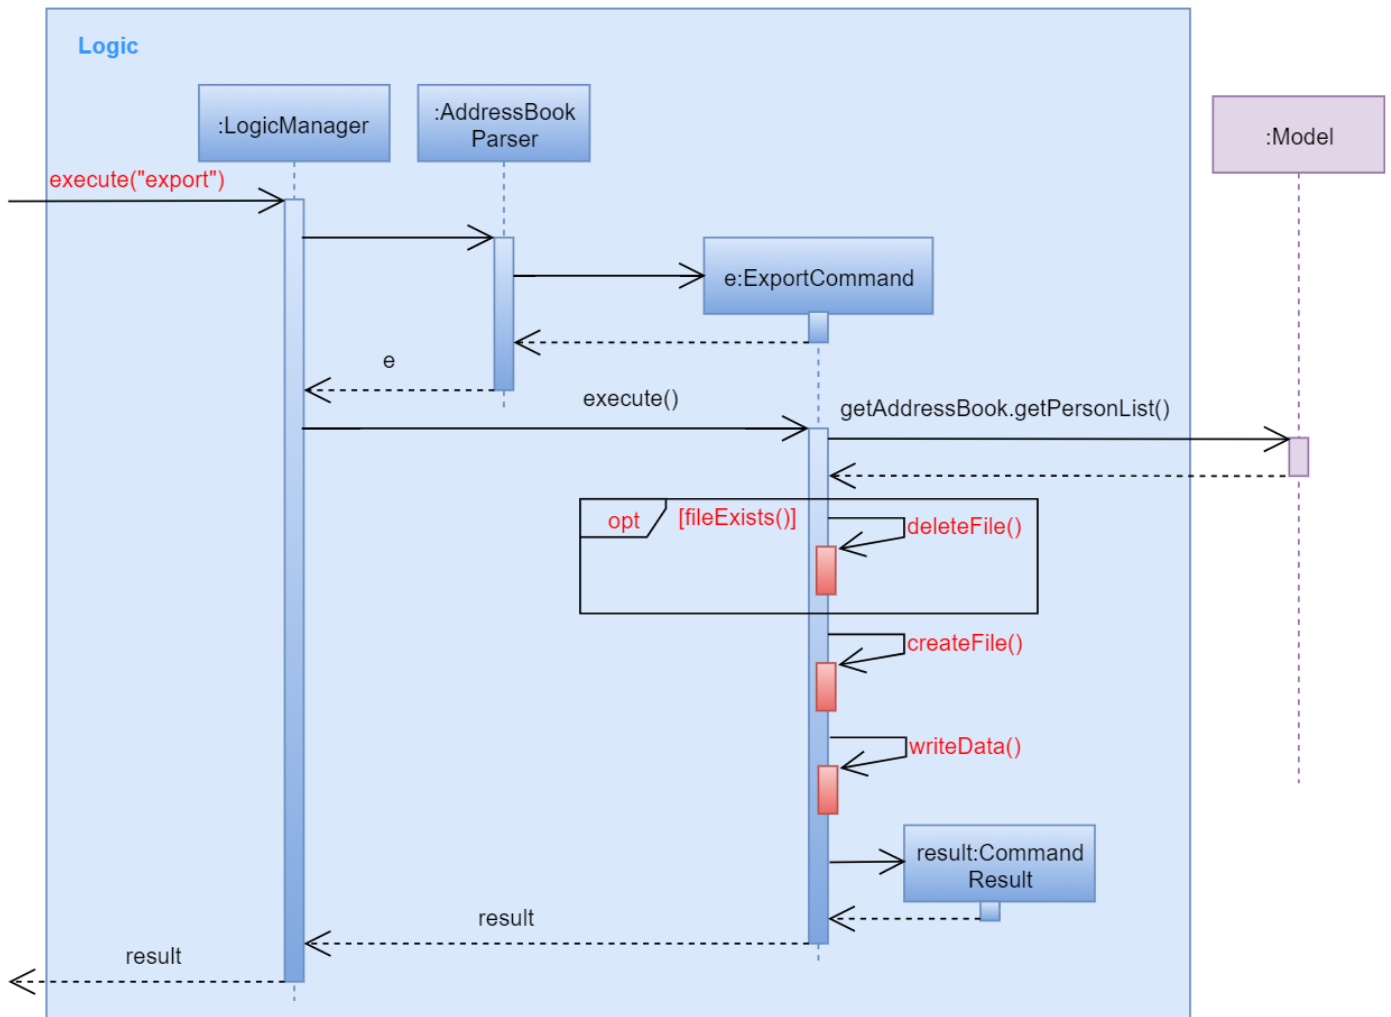 Logic
:LogicManager
:AddressBook
Parser
:Model
execute("export")
e:ExportCommand
e
execute()
getAddressBook.getPersonList()
opt
[fileExists()]
deleteFile()
createFile()
writeData()
result:Command
Result
result
result